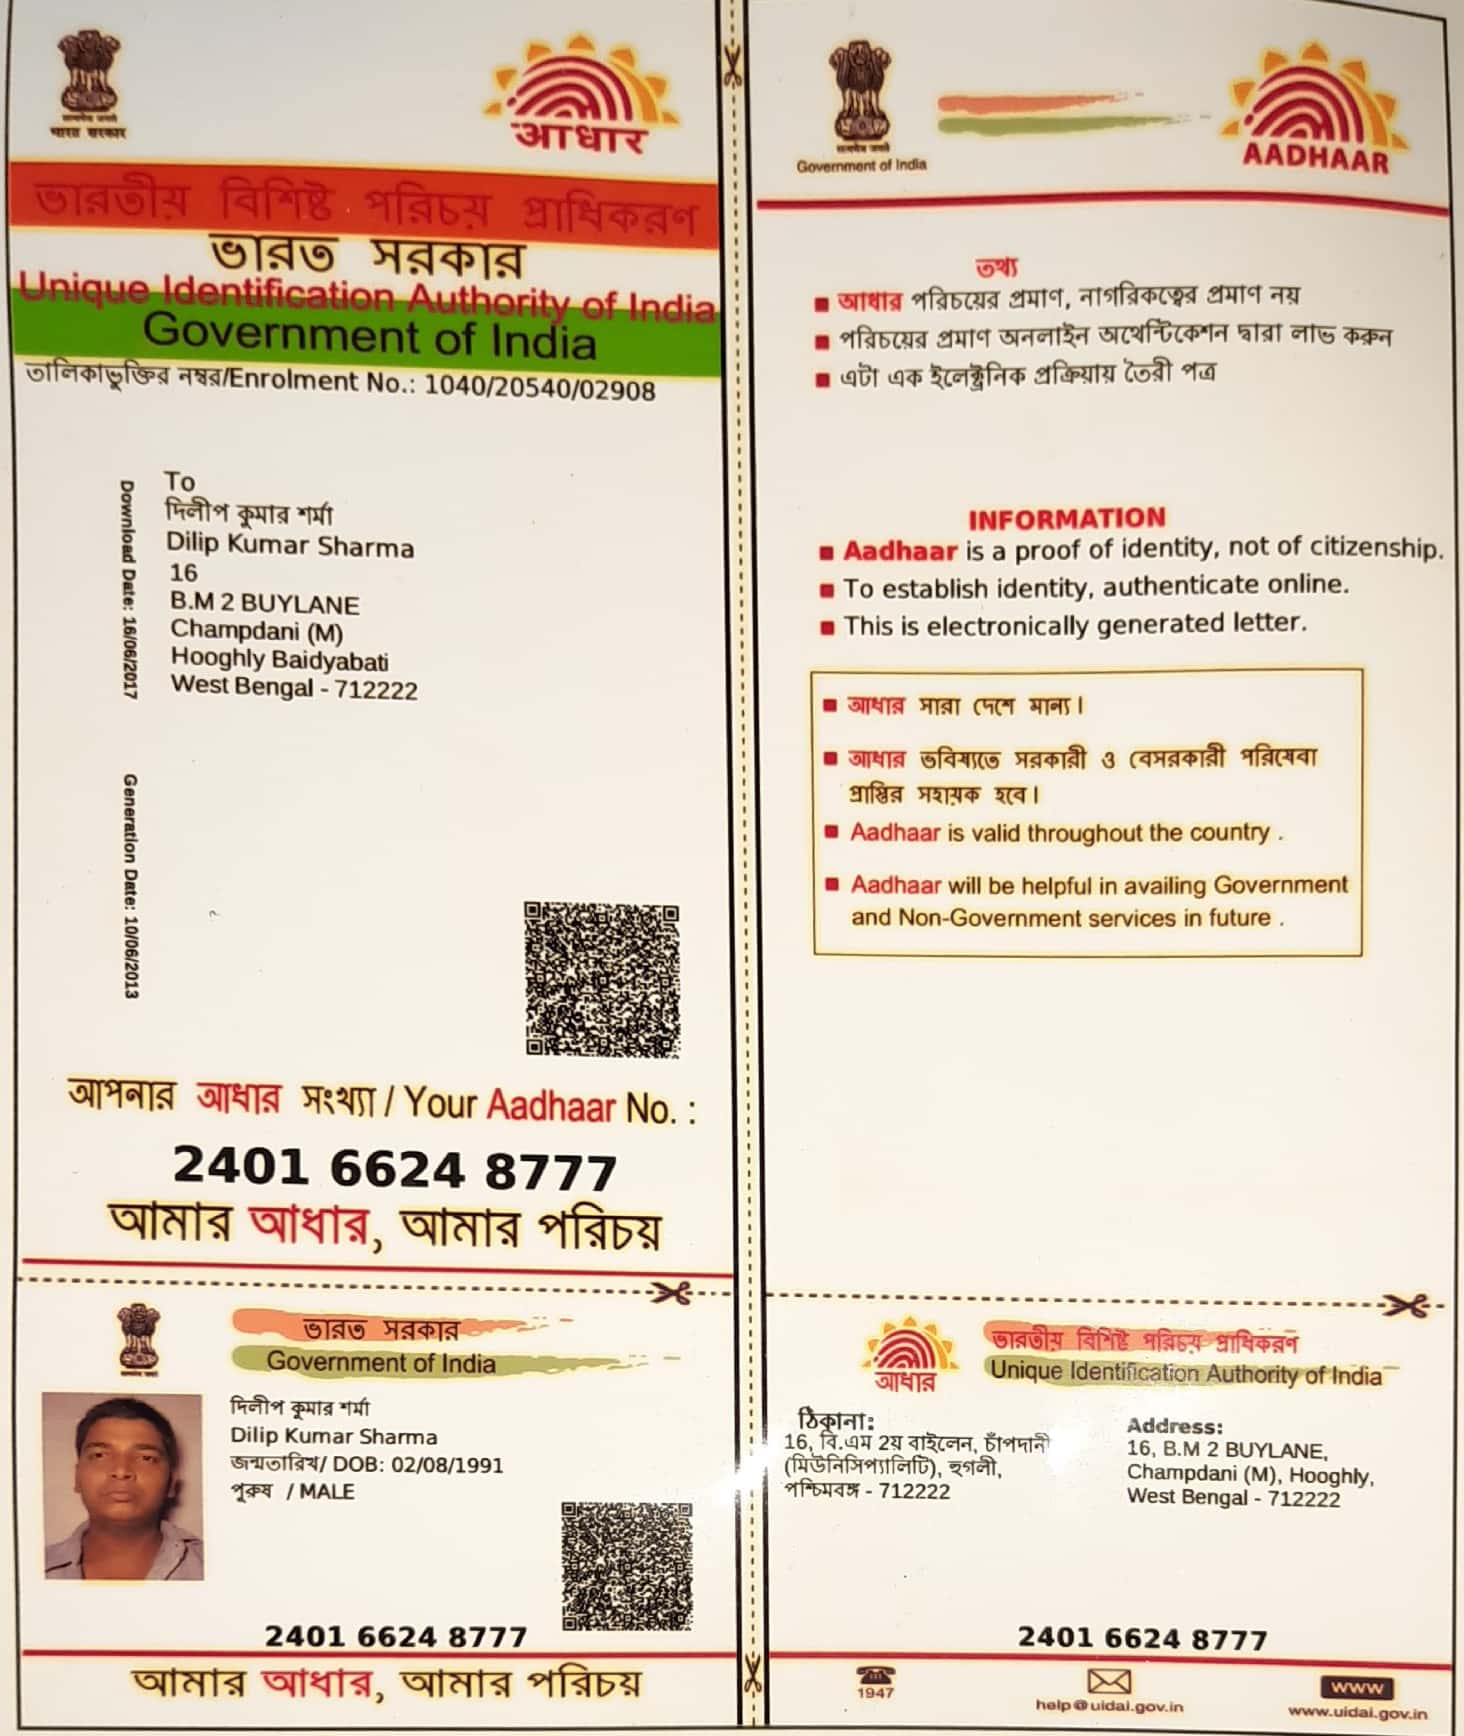 सत्यमेव जयते
भारत सरकार
आधार
ভারতীয় বিশিষ্ট পরিচয় প্রাধিকরণ
ভারত সরকার
Unique Identification Authority of India
Government of India
তালিকাভুক্তির নম্বর/Enrolment No.: 1040/20540/02908
Download Date: 16/06/2017
Generation Date: 10/06/2013
To
দিলীপ কুমার শর্মা
Dilip Kumar Sharma
16
B.M 2 BUYLANE
Champdani (M)
Hooghly Baidyabati
West Bengal - 712222
আপনার আধার সংখ্যা / Your Aadhaar No. :
2401 6624 8777
আমার আধার, আমার পরিচয়
सत्यमेव जयते
Government of India
AADHAAR
তথ্য
আধার পরিচয়ের প্রমাণ, নাগরিকত্বের প্রমাণ নয়
পরিচয়ের প্রমাণ অনলাইন অথেন্টিকেশন দ্বারা লাভ করুন
এটা এক ইলেক্ট্রনিক প্রক্রিয়ায় তৈরী পত্র
INFORMATION
Aadhaar is a proof of identity, not of citizenship.
To establish identity, authenticate online.
This is electronically generated letter.
আধার সারা দেশে মান্য।
আধার ভবিষ্যতে সরকারী ও বেসরকারী পরিষেবা
প্রাপ্তির সহায়ক হবে।
Aadhaar is valid throughout the country .
Aadhaar will be helpful in availing Government
and Non-Government services in future .
ভারত সরকার
Government of India
দিলীপ কুমার শর্মা
Dilip Kumar Sharma
জন্মতারিখ/ DOB: 02/08/1991
পুরুষ / MALE
2401 6624 8777
আমার আধার, আমার পরিচয়
আধার
ভারতীয় বিশিষ্ট পরিচয় প্রাধিকরণ
Unique Identification Authority of India
ঠিকানা:
16, বি.এম 2য় বাইলেন, চাঁপদানী
(মিউনিসিপ্যালিটি), হুগলী,
পশ্চিমবঙ্গ - 712222
Address:
16, B.M 2 BUYLANE,
Champdani (M), Hooghly,
West Bengal - 712222
2401 6624 8777
1947
help@uidai.gov.in
www
www.uidai.gov.in